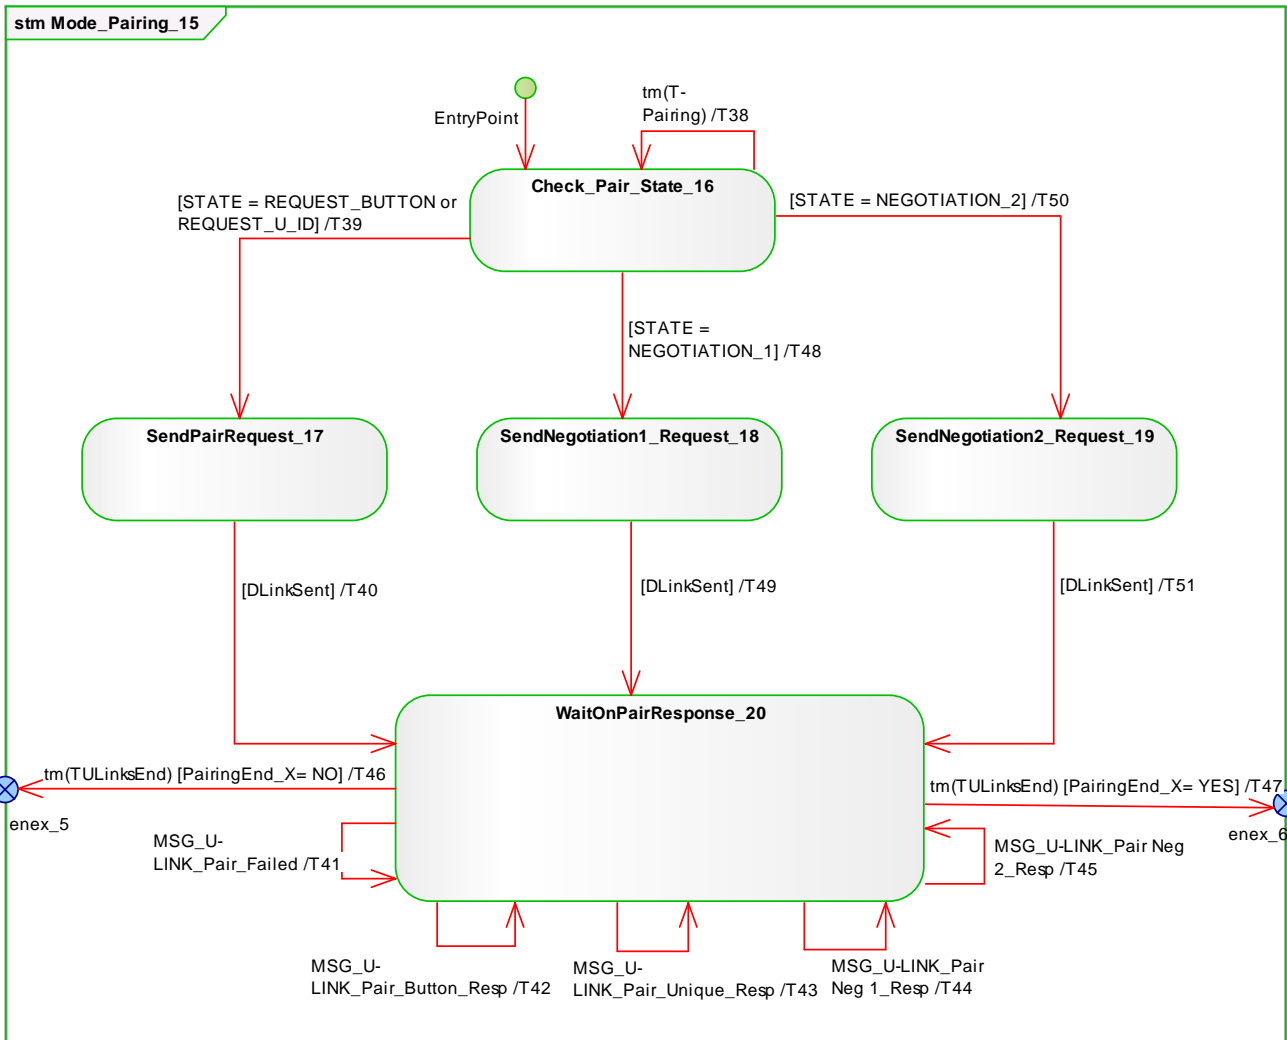 stm Mode_Pairing_15
EntryPoint
tm(T-
Pairing) /T38
Check_Pair_State_16
[STATE = REQUEST_BUTTON or
REQUEST_U_ID] /T39
[STATE = NEGOTIATION_2] /T50
[STATE =
NEGOTIATION_1] /T48
SendPairRequest_17
SendNegotiation1_Request_18
SendNegotiation2_Request_19
[DLinkSent] /T40
[DLinkSent] /T49
[DLinkSent] /T51
WaitOnPairResponse_20
tm(TULinksEnd) [PairingEnd_X= NO] /T46
enex_5
tm(TULinksEnd) [PairingEnd_X= YES] /T47
enex_6
MSG_U-
LINK_Pair_Failed /T41
MSG_U-LINK_Pair Neg
2_Resp /T45
MSG_U-
LINK_Pair_Button_Resp /T42
MSG_U-
LINK_Pair_Unique_Resp /T43
MSG_U-LINK_Pair
Neg 1_Resp /T44